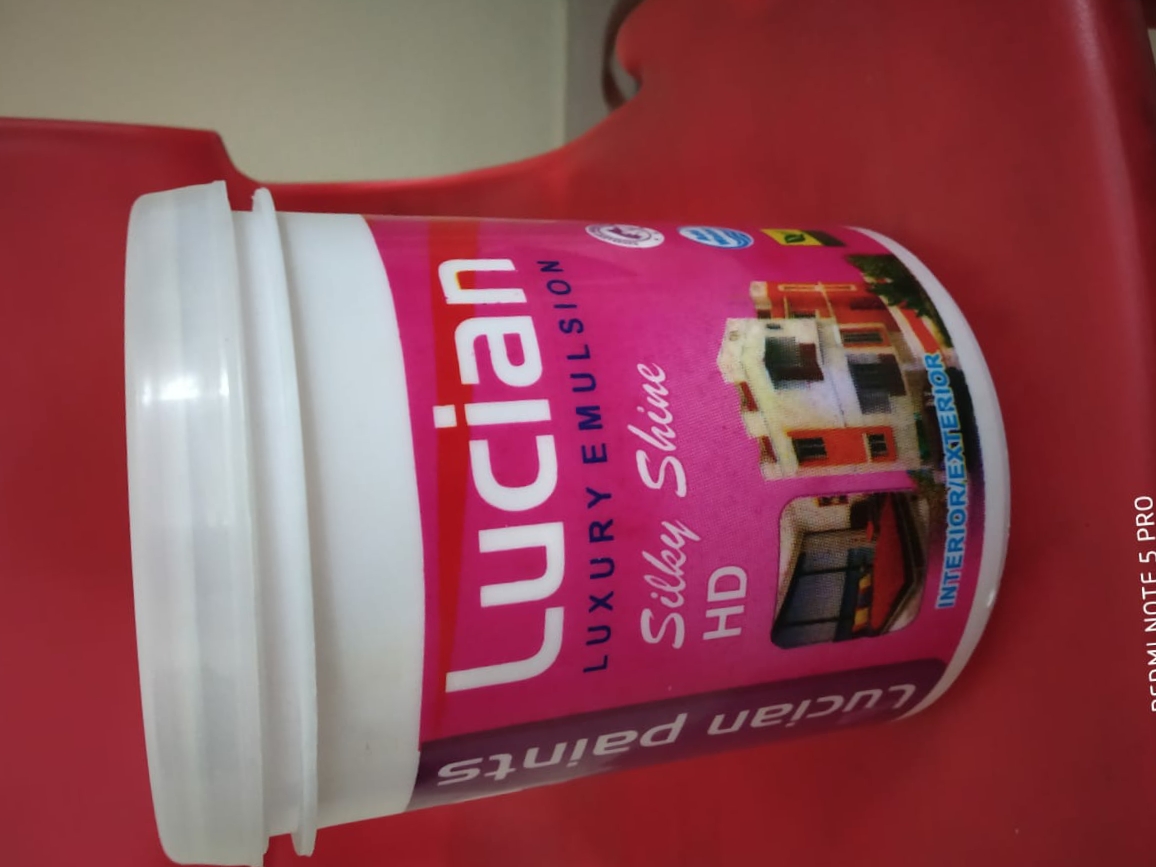 Lucian
LUXURY EMULSION
Silky Shine
HD
INTERIOR/EXTERIOR
Lucian paints
REDMI NOTE 5 PRO